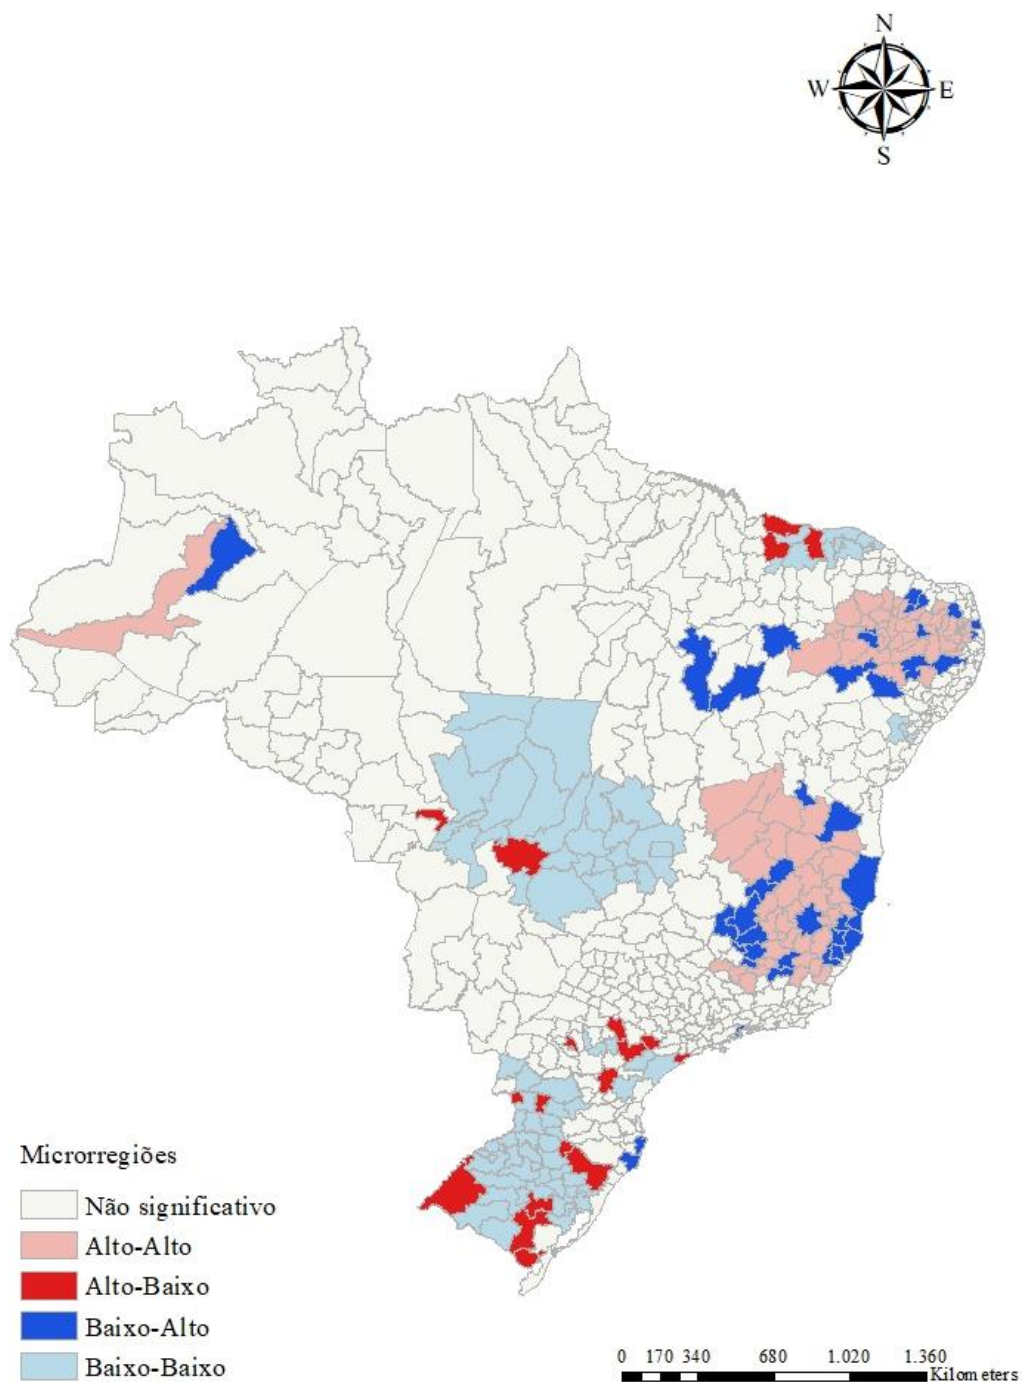 N
W E
S
Microrregiões
Não significativo
Alto-Alto
Alto-Baixo
Baixo-Alto
Baixo-Baixo
0 170 340 680 1.020 1.360
Kilometers